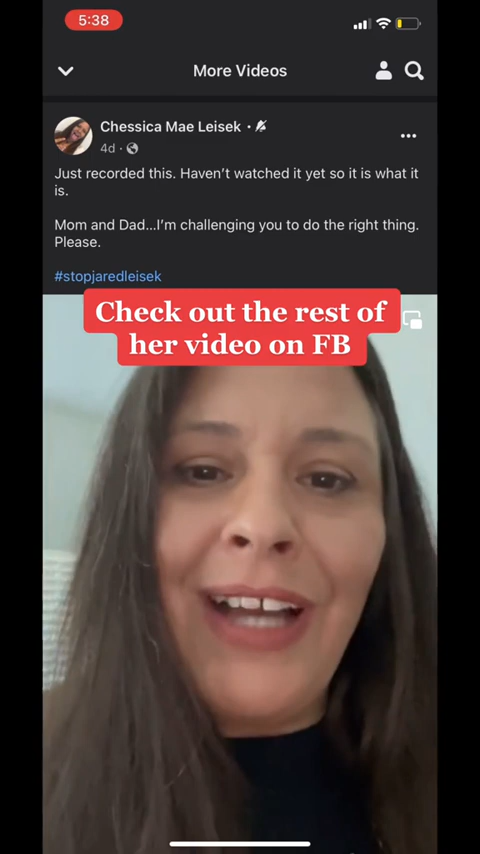 5:38
More Videos
Chessica Mae Leisek ·
4d ·
Just recorded this. Haven't watched it yet so it is what it
is.
Mom and Dad...I'm challenging you to do the right thing.
Please.
#stopjaredleisek
Check out the rest of
her video on FB